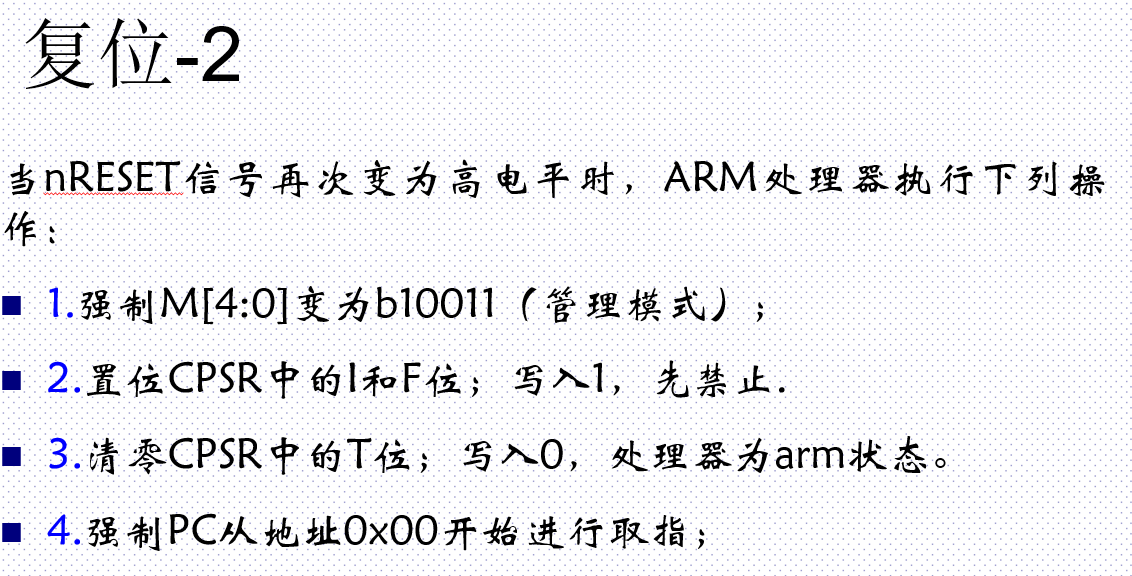 复位-2
当nRESET信号再次变为高电平时，ARM处理器执行下列操
作：
■ 1.强制M[4:0]变为b10011（管理模式）；
■ 2.置位CPSR中的I和F位；写入1，先禁止.
■ 3.清零CPSR中的T位；写入0，处理器为arm状态。
■ 4.强制PC从地址0x00开始进行取指；